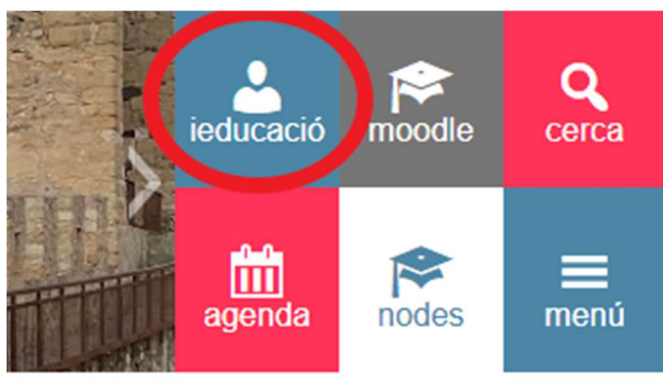 ieducació
moodle
cerca
agenda
nodes
menú